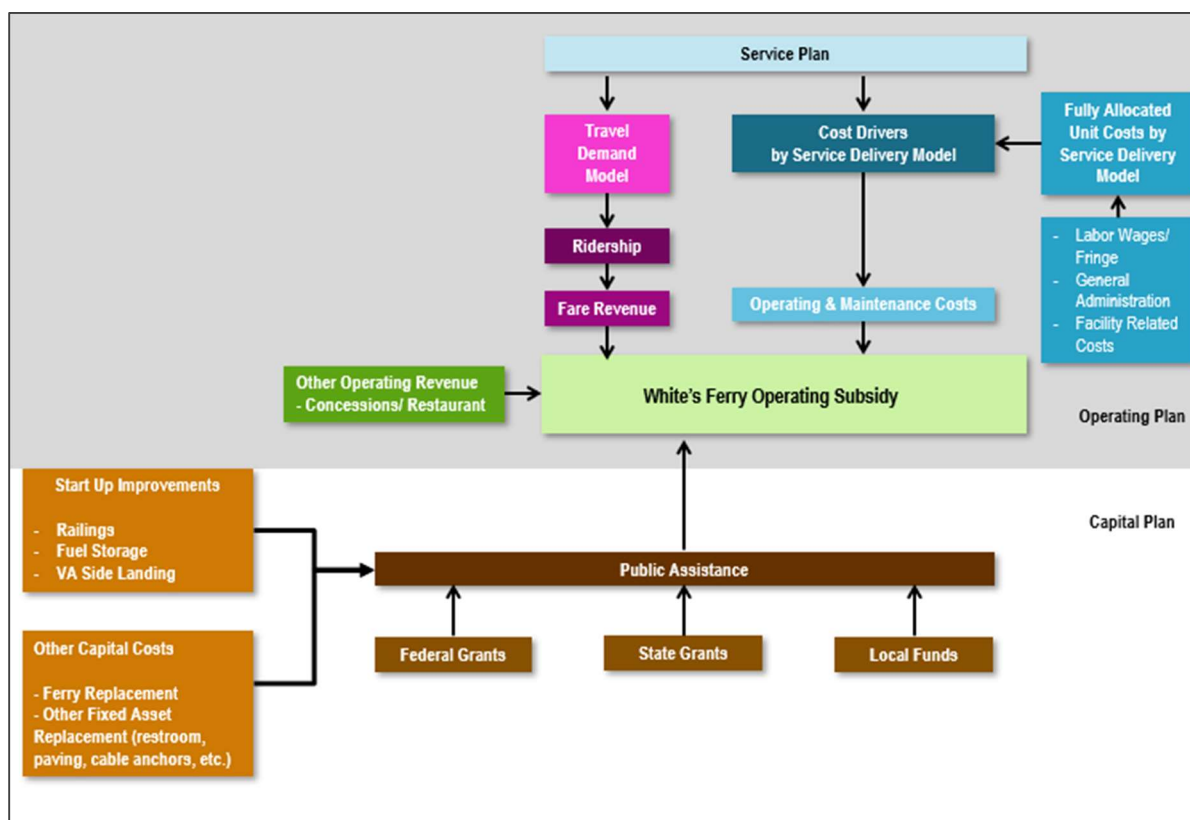 Service Plan
Travel
Demand
Model
Cost Drivers
by Service Delivery Model
Fully Allocated
Unit Costs by
Service Delivery
Model
- Labor Wages/
Fringe
- General
Administration
- Facility Related
Costs
Ridership
Fare Revenue
Operating & Maintenance Costs
Other Operating Revenue
- Concessions/ Restaurant
White's Ferry Operating Subsidy
Operating Plan
Start Up Improvements
- Railings
- Fuel Storage
- VA Side Landing
Capital Plan
Public Assistance
Federal Grants
State Grants
Local Funds
Other Capital Costs
- Ferry Replacement
- Other Fixed Asset
Replacement (restroom,
paving, cable anchors, etc.)